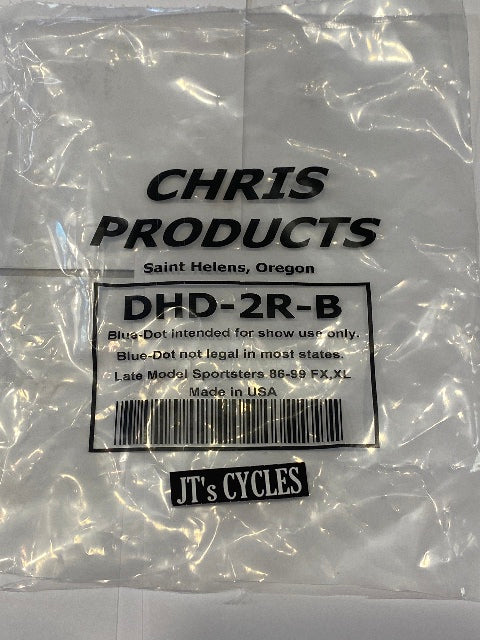 CHRIS
PRODUCTS
Saint Helens, Oregon
DHD-2R-B
Blue-Dot intended for show use only.
Blue-Dot not legal in most states.
Late Model Sportsters 86-99 FX,XL
Made in USA
JT's CYCLES